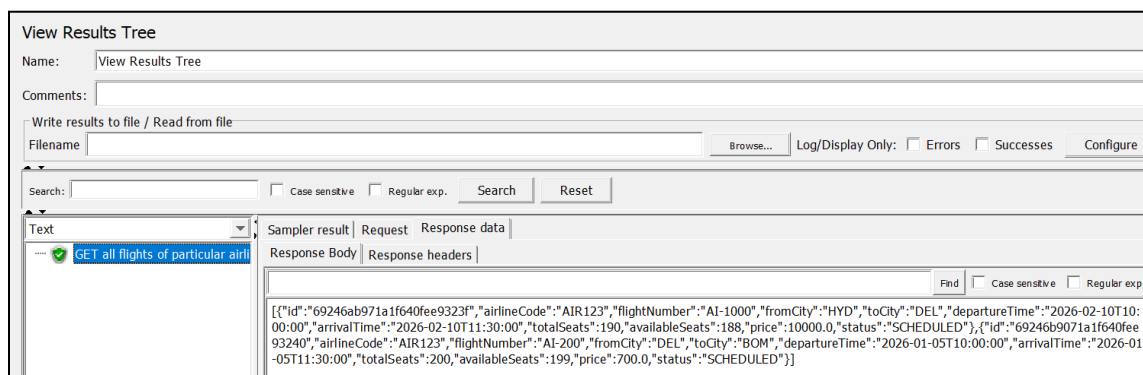 View Results Tree
Name: View Results Tree
Comments:
Write results to file / Read from file
Filename Browse... Log/Display Only: Errors Successes Configure
Search: Case sensitive Regular exp. Search Reset
Text
GET all flights of particular airli
Sampler result Request Response data
Response Body Response headers
Find Case sensitive Regular exp
[{"id":"69246ab971a1f640fee9323f","airlineCode":"AIR123","flightNumber":"AI-1000","fromCity":"HYD","toCity":"DEL","departureTime":"2026-02-10T10:
00:00","arrivalTime":"2026-02-10T11:30:00","totalSeats":190,"availableSeats":188,"price":10000.0,"status":"SCHEDULED"},{"id":"69246b9071a1f640fee
93240","airlineCode":"AIR123","flightNumber":"AI-200","fromCity":"DEL","toCity":"BOM","departureTime":"2026-01-05T10:00:00","arrivalTime":"2026-01
-05T11:30:00","totalSeats":200,"availableSeats":199,"price":700.0,"status":"SCHEDULED"}]